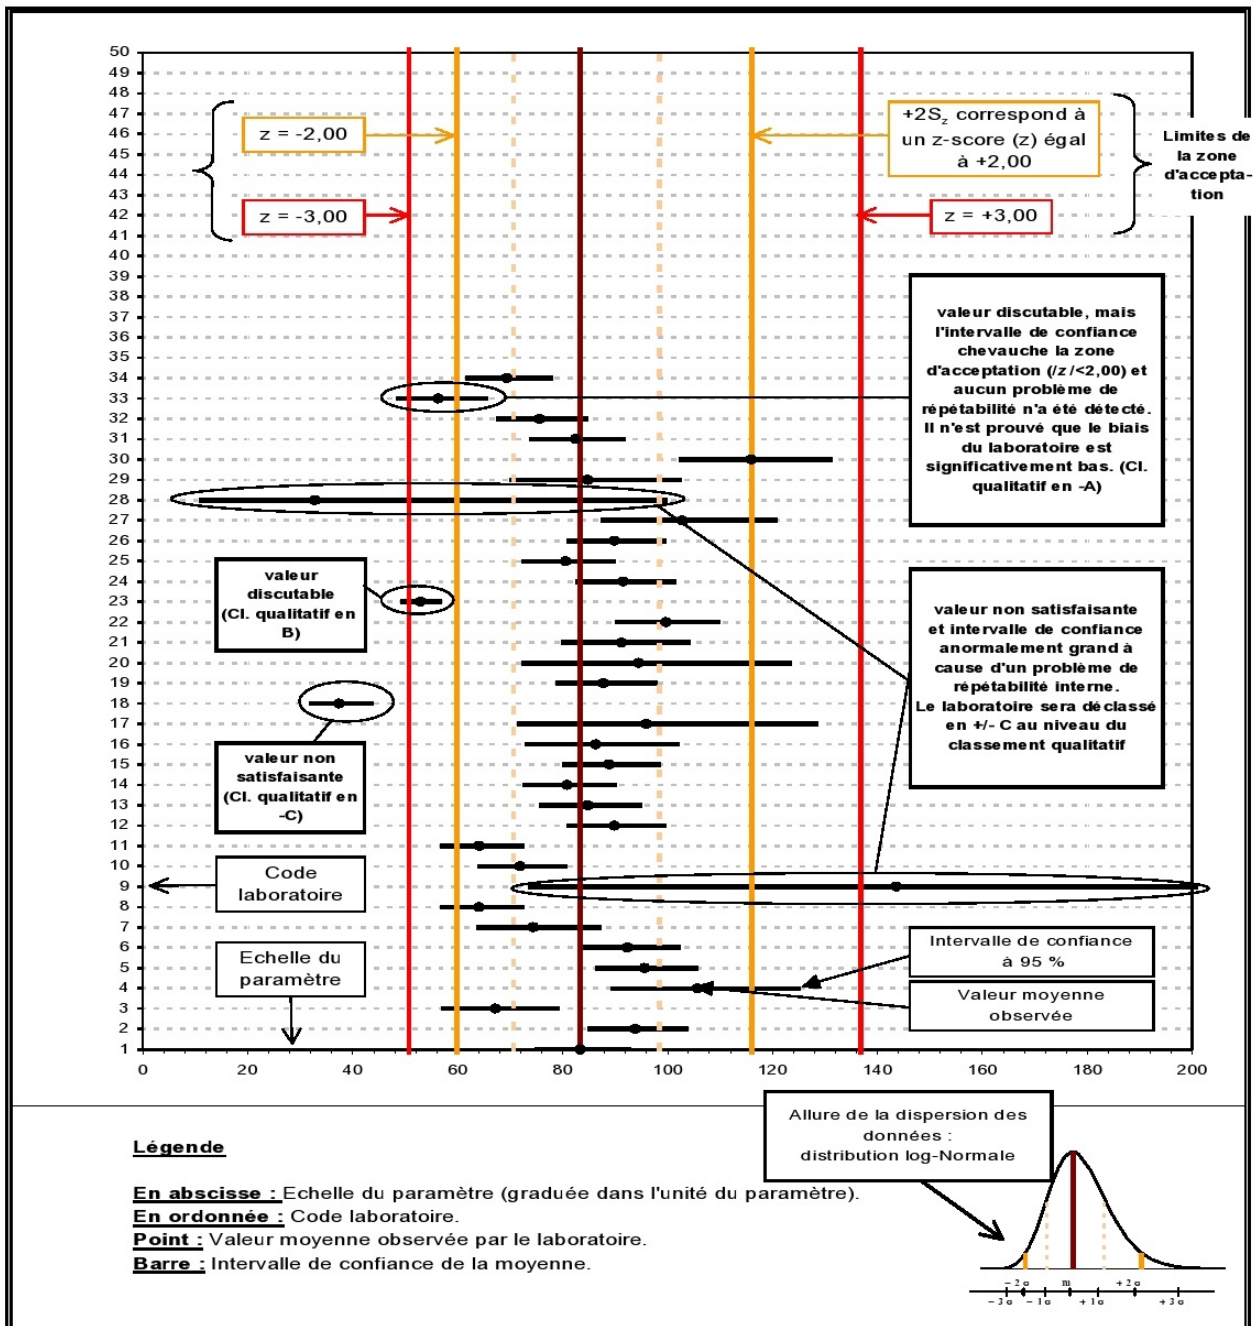 50
49
48
47
46
45
44
43
42
41
40
39
38
37
36
35
34
33
32
31
30
29
28
27
26
25
24
23
22
21
20
19
18
17
16
15
14
13
12
11
10
9
8
7
6
5
4
3
2
1
0 20 40 60 80 100 120 140 160 180 200
z = -2,00
z = -3,00
+2Sz correspond à
un z-score (z) égal
à +2,00
z = +3,00
Limites de
la zone
d'accepta-
tion
valeur discutable, mais
l'intervalle de confiance
chevauche la zone
d'acceptation (/z/<2,00) et
aucun problème de
répétabilité n'a été détecté.
Il n'est prouvé que le biais
du laboratoire est
significativement bas. (Cl.
qualitatif en -A)
valeur
discutable
(Cl. qualitatif en
B)
valeur non satisfaisante
et intervalle de confiance
anormalement grand à
cause d'un problème de
répétabilité interne.
Le laboratoire sera déclassé
en +/- C au niveau du
classement qualitatif
valeur non
satisfaisante
(Cl. qualitatif en
-C)
Code
laboratoire
Echelle du
paramètre
Intervalle de confiance
à 95 %
Valeur moyenne
observée
Allure de la dispersion des
données :
distribution log-Normale
Légende
En abscisse : Echelle du paramètre (graduée dans l'unité du paramètre).
En ordonnée : Code laboratoire.
Point : Valeur moyenne observée par le laboratoire.
Barre : Intervalle de confiance de la moyenne.
- 2 σ m + 2 σ
- 3 σ - 1 σ + 1 σ + 3 σ